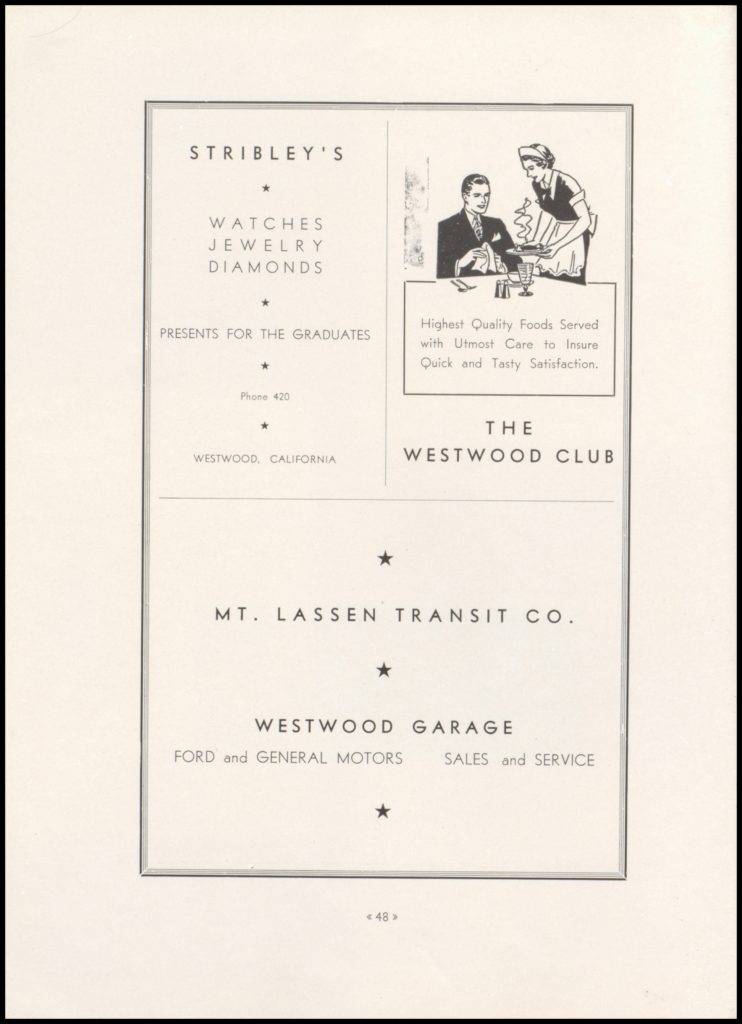 STRIBLEY'S
WATCHES
JEWELRY
DIAMONDS
PRESENTS FOR THE GRADUATES
Phone 420
WESTWOOD, CALIFORNIA
Highest Quality Foods Served
with Utmost Care to Insure
Quick and Tasty Satisfaction.
THE
WESTWOOD CLUB
MT. LASSEN TRANSIT CO.
WESTWOOD GARAGE
FORD and GENERAL MOTORS SALES and SERVICE
« 48 »